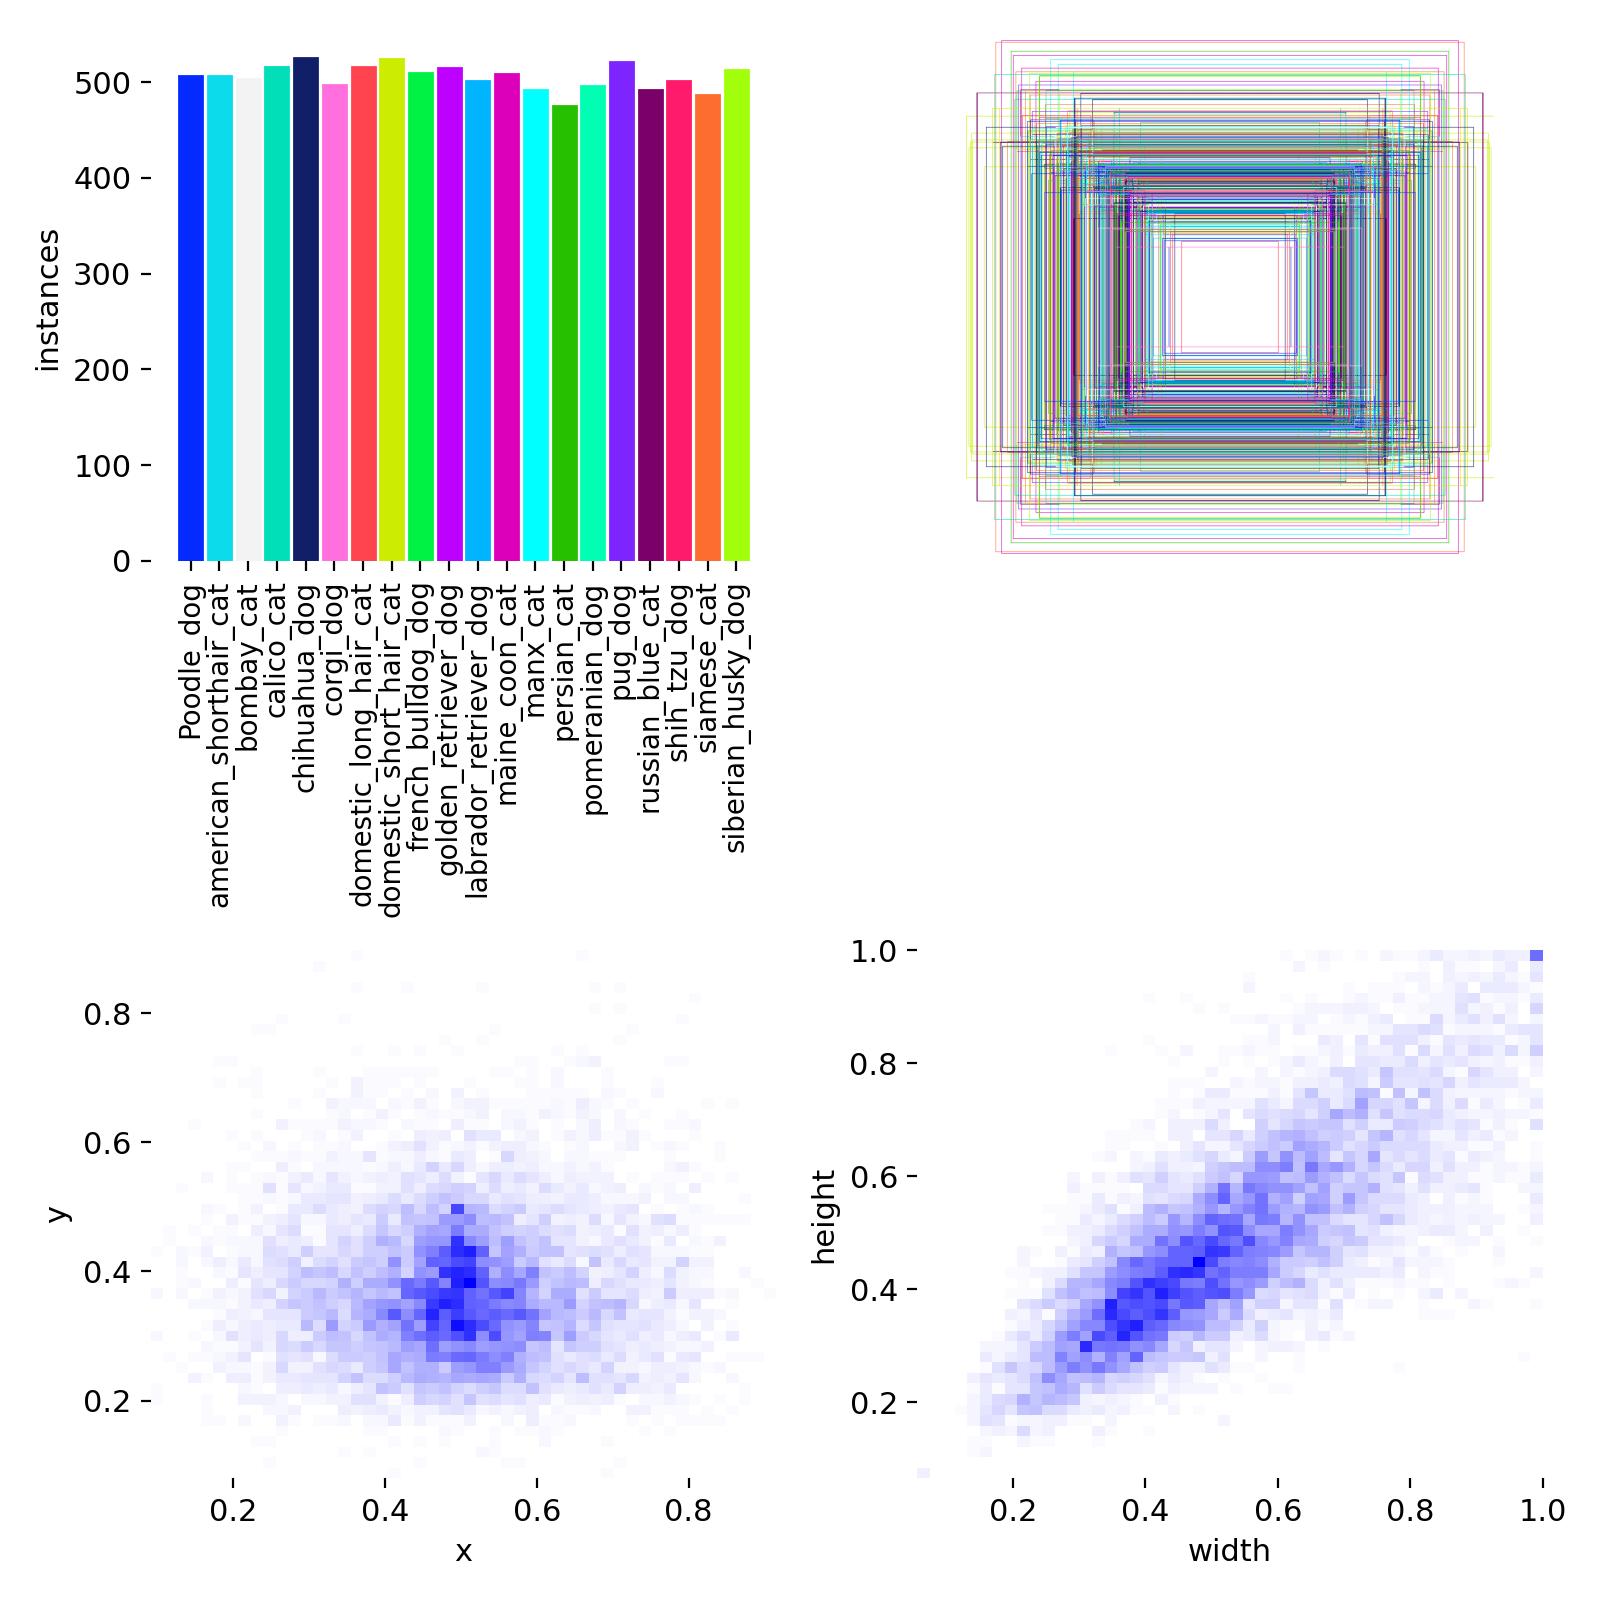 500
400
300
200
100
0
instances
Poodle_dog
american_shorthair_cat
bombay_cat
calico_cat
chihuahua_dog
corgi_dog
domestic_long_hair_cat
domestic_short_hair_cat
french_bulldog_dog
golden_retriever_dog
labrador_retriever_dog
maine_coon_cat
manx_cat
persian_cat
pomeranian_dog
pug_dog
russian_blue_cat
shih_tzu_dog
siamese_cat
siberian_husky_dog
0.8
0.6
0.4
0.2
y
0.2 0.4 0.6 0.8
x
1.0
0.8
0.6
0.4
0.2
height
0.2 0.4 0.6 0.8 1.0
width